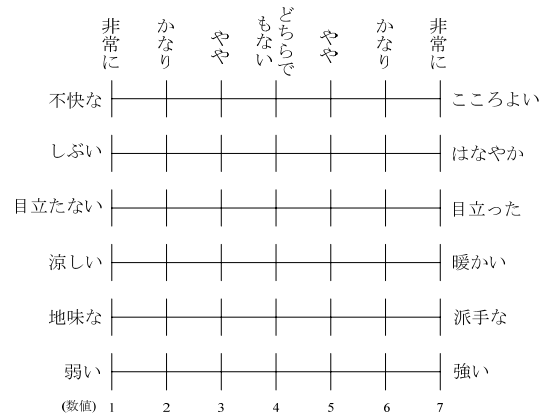 非常に
かなり
やや
どちらで
もない
やや
かなり
非常に
不快な こころよい
しぶい はなやか
目立たない 目立った
涼しい 暖かい
地味な 派手な
弱い 強い
(数値) 1 2 3 4 5 6 7